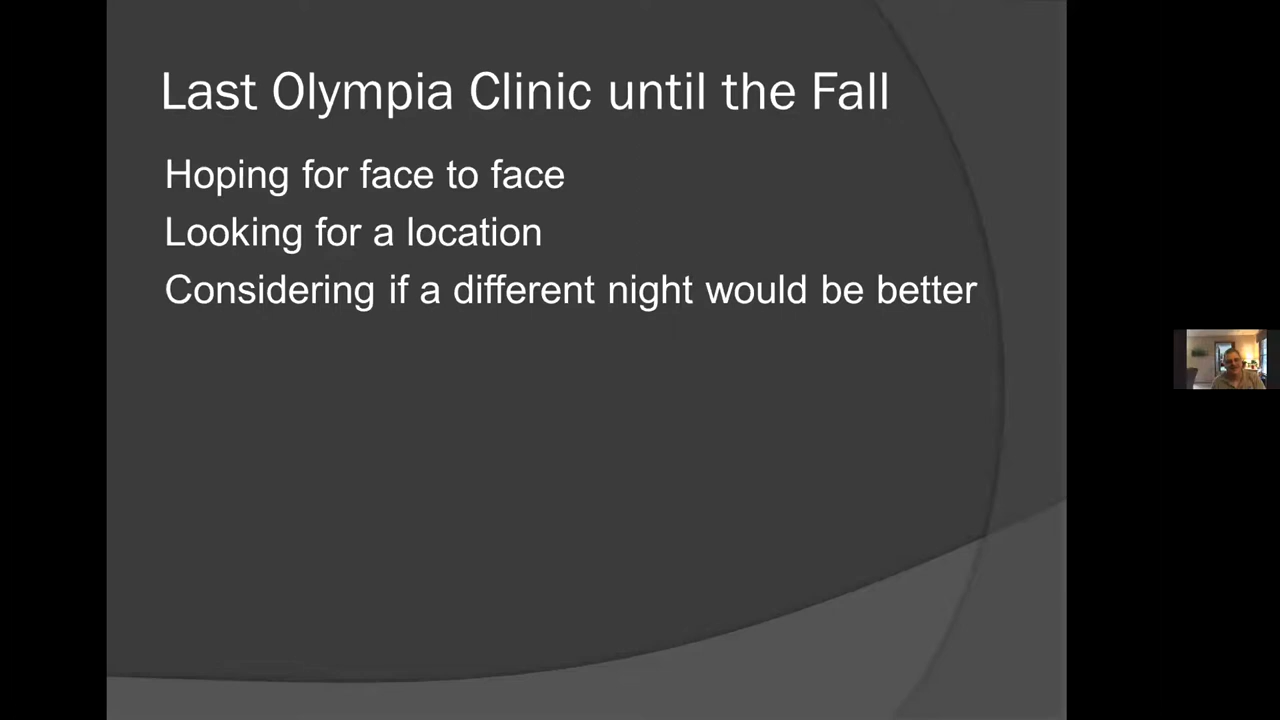 Last Olympia Clinic until the Fall
Hoping for face to face
Looking for a location
Considering if a different night would be better